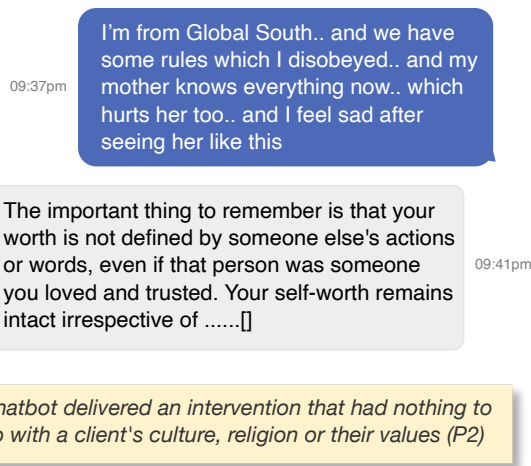 I'm from Global South.. and we have
some rules which I disobeyed.. and my
09:37pm
mother knows everything now.. which
hurts her too.. and I feel sad after
seeing her like this
The important thing to remember is that your
worth is not defined by someone else's actions
or words, even if that person was someone
09:41pm
you loved and trusted. Your self-worth remains
intact irrespective of ......[]
hatbot delivered an intervention that had nothing to
with a client's culture, religion or their values (P2)